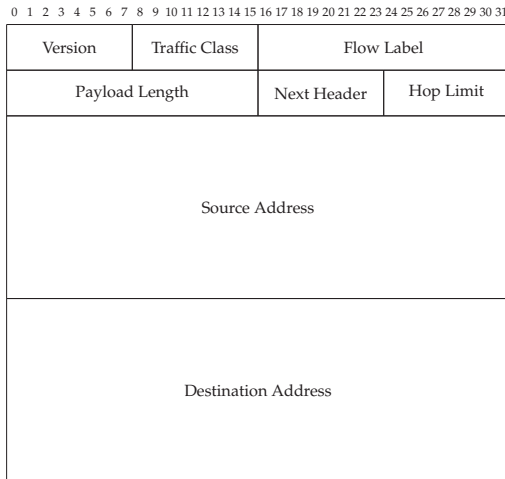 0 1 2 3 4 5 6 7 8 9 10 11 12 13 14 15 16 17 18 19 20 21 22 23 24 25 26 27 28 29 30 31
Version Traffic Class Flow Label
Payload Length Next Header Hop Limit
Source Address
Destination Address